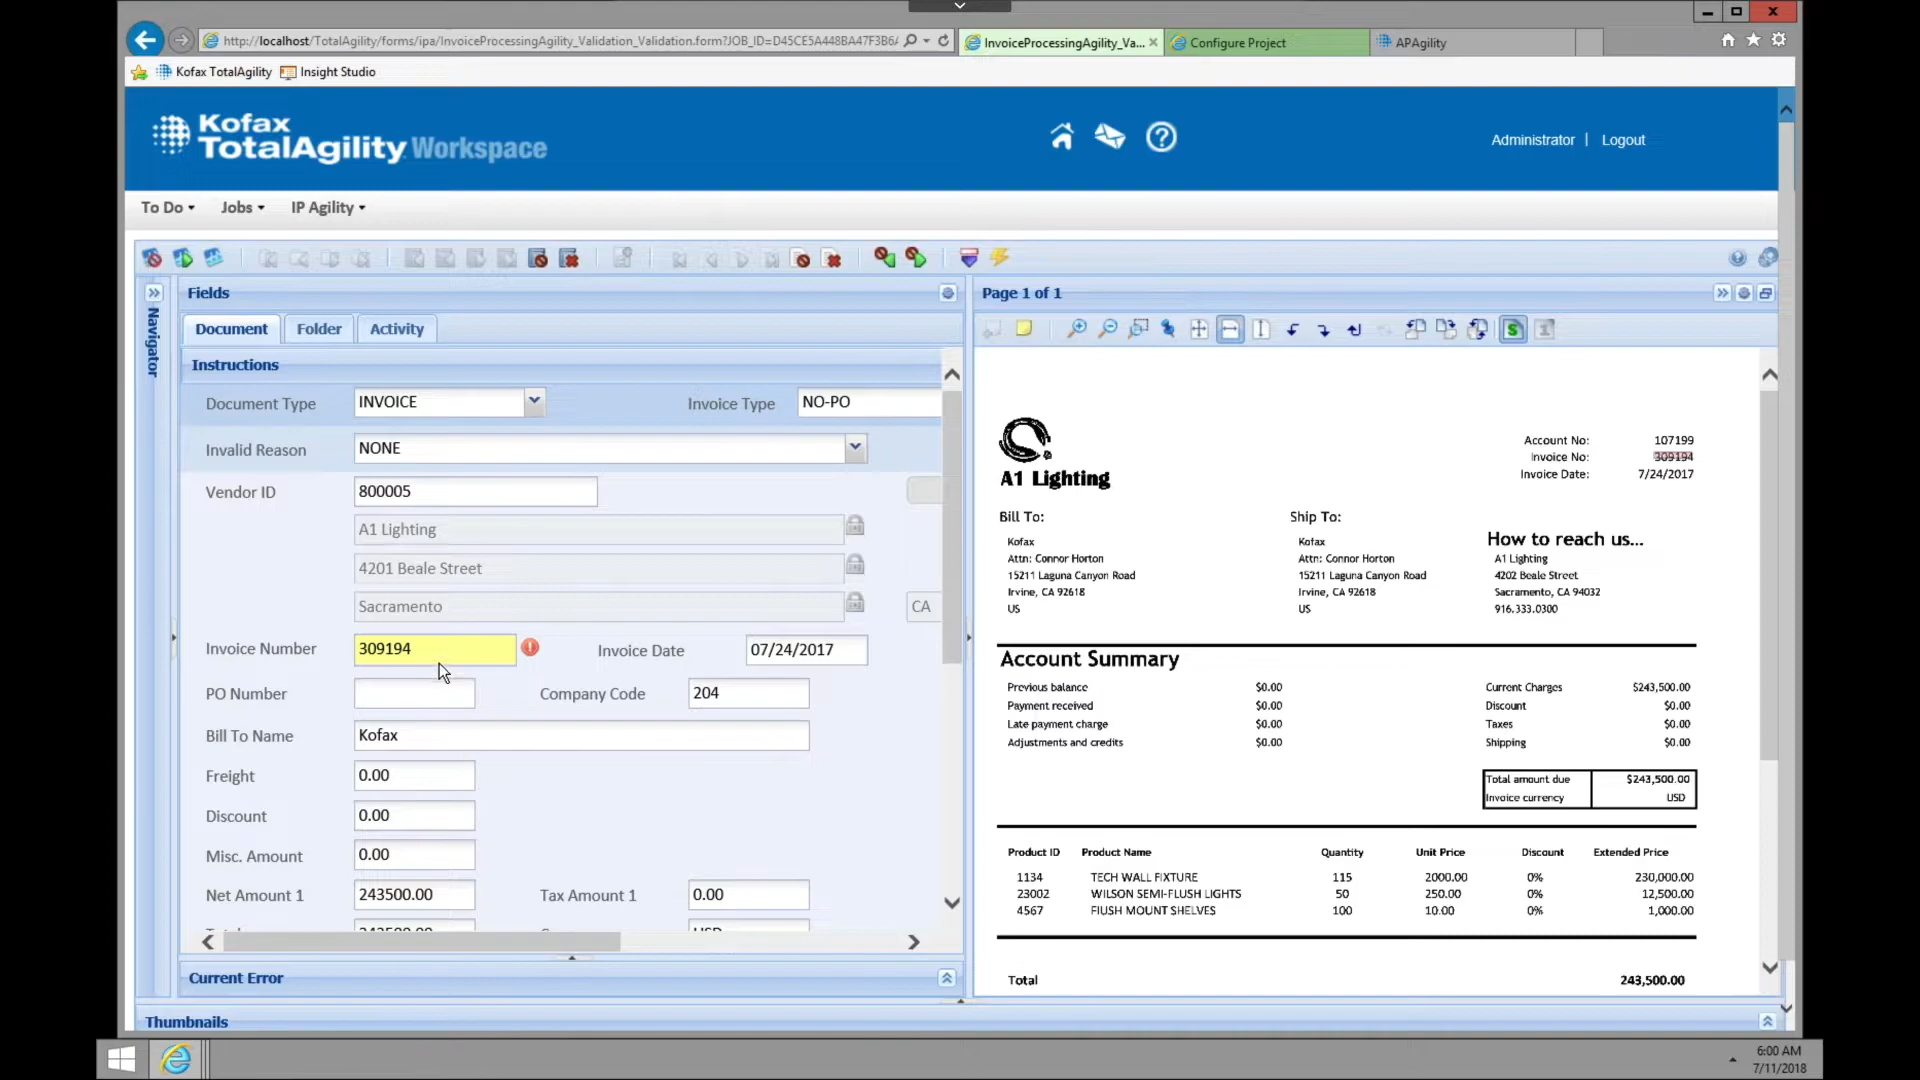 http://localhost/TotalAgility/forms/ipa/InvoiceProcessingAgility_Validation_Validation.form?JOB_ID=D45CE5A448BA47F3B6
InvoiceProcessingAgility_Va...
Configure Project
APAgility
Kofax TotalAgility
Insight Studio
Kofax
TotalAgility Workspace
Administrator | Logout
To Do
Jobs
IP Agility
Navigator
Fields
Document
Folder
Activity
Instructions
Document Type
INVOICE
Invoice Type
NO-PO
Invalid Reason
NONE
Vendor ID
800005
A1 Lighting
4201 Beale Street
Sacramento
CA
Invoice Number
309194
Invoice Date
07/24/2017
PO Number
Company Code
204
Bill To Name
Kofax
Freight
0.00
Discount
0.00
Misc. Amount
0.00
Net Amount 1
243500.00
Tax Amount 1
0.00
Current Error
Thumbnails
Page 1 of 1
A1 Lighting
Account No: 107199
Invoice No: 309194
Invoice Date: 7/24/2017
Bill To:
Kofax
Attn: Connor Horton
15211 Laguna Canyon Road
Irvine, CA 92618
US
Ship To:
Kofax
Attn: Connor Horton
15211 Laguna Canyon Road
Irvine, CA 92618
US
How to reach us...
A1 Lighting
4202 Beale Street
Sacramento, CA 94032
916.333.0300
Account Summary
Previous balance $0.00
Payment received $0.00
Late payment charge $0.00
Adjustments and credits $0.00
Current Charges $243,500.00
Discount $0.00
Taxes $0.00
Shipping $0.00
Total amount due $243,500.00
Invoice currency USD
Product ID Product Name Quantity Unit Price Discount Extended Price
1134 TECH WALL FIXTURE 115 2000.00 0% 230,000.00
23002 WILSON SEMI-FLUSH LIGHTS 50 250.00 0% 12,500.00
4567 FIUSH MOUNT SHELVES 100 10.00 0% 1,000.00
Total 243,500.00
6:00 AM
7/11/2018